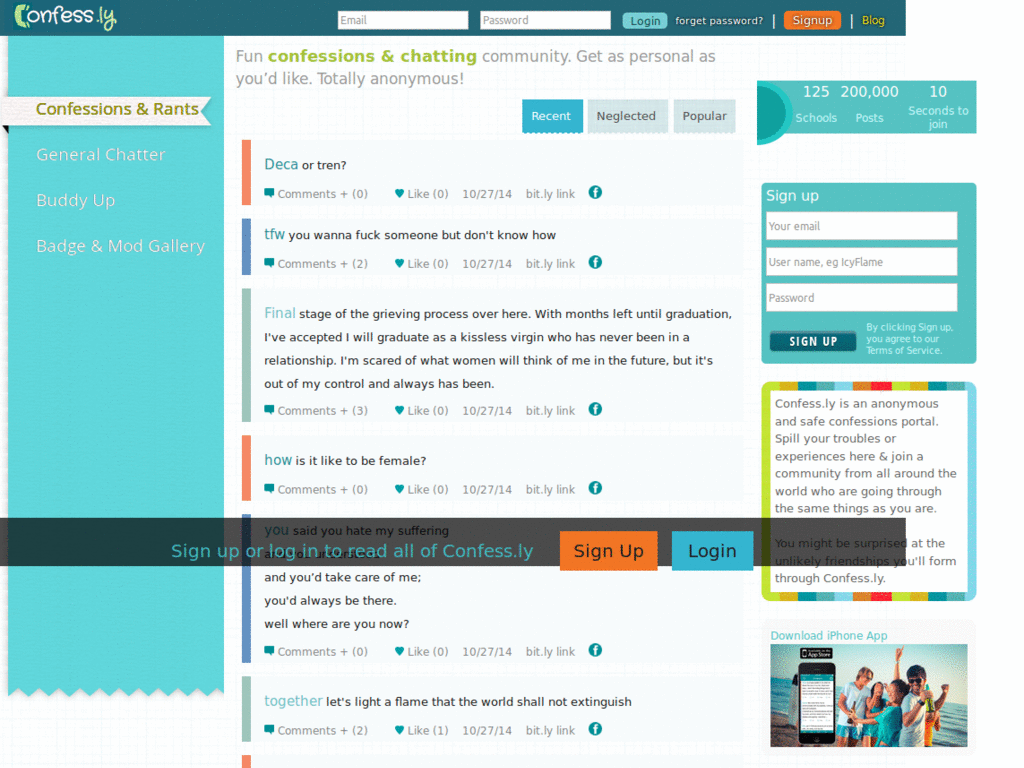 Confess.ly
Email
Password
Login
forget password?
|
Signup
|
Blog
Confessions & Rants
General Chatter
Buddy Up
Badge & Mod Gallery
Fun confessions & chatting community. Get as personal as
you'd like. Totally anonymous!
Recent
Neglected
Popular
Deca or tren?
Comments + (0) Like (0) 10/27/14 bit.ly link
tfw you wanna fuck someone but don't know how
Comments + (2) Like (0) 10/27/14 bit.ly link
Final stage of the grieving process over here. With months left until graduation,
I've accepted I will graduate as a kissless virgin who has never been in a
relationship. I'm scared of what women will think of me in the future, but it's
out of my control and always has been.
Comments + (3) Like (0) 10/27/14 bit.ly link
how is it like to be female?
Comments + (0) Like (0) 10/27/14 bit.ly link
you said you hate my suffering
Sign up or log in to read all of Confess.ly
Sign Up
Login
and you'd take care of me;
you'd always be there.
well where are you now?
Comments + (0) Like (0) 10/27/14 bit.ly link
together let's light a flame that the world shall not extinguish
Comments + (2) Like (1) 10/27/14 bit.ly link
125 200,000 10
Schools Posts Seconds to
join
Sign up
Your email
User name, eg IcyFlame
Password
SIGN UP
By clicking Sign up,
you agree to our
Terms of Service.
Confess.ly is an anonymous
and safe confessions portal.
Spill your troubles or
experiences here & join a
community from all around the
world who are going through
the same things as you are.
You might be surprised at the
unlikely friendships you'll form
through Confess.ly.
Download iPhone App
App Store